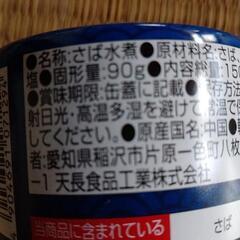 ●名称:さば水煮●原材料名:さば、
塩●固形量:90g●内容総量:15
●賞味期限:缶蓋に記載●保存方法:
射日光・高温多湿を避けて常温で
してください。●原産国名:中国●
者:愛知県稲沢市片原一色町八枚
-1 天長食品工業株式会社
当商品に含まれている
さば